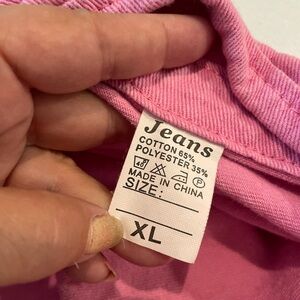 Jeans
COTTON 65%
POLYESTER 35%
MADE IN CHINA
SIZE:
XL